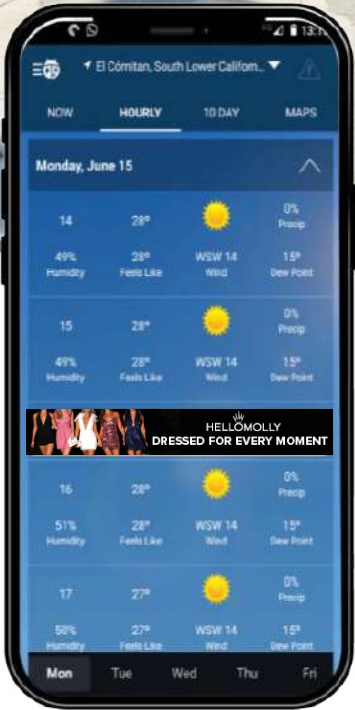 13:1
El Cómitan, South Lower Californ...
NOW HOURLY 10 DAY MAPS
Monday, June 15
14 28° 0%
Precip
49% 28° WSW 14 15°
Humidity Feels Like Wind Dew Point
15 28° 0%
Precip
49% 28° WSW 14 15°
Humidity Feels Like Wind Dew Point
HELLOMOLLY
DRESSED FOR EVERY MOMENT
16 28° 0%
Precip
51% 28° WSW 14 15°
Humidity Feels Like Wind Dew Point
17 27° 0%
Precip
50% 27° WSW 14 15°
Humidity Feels Like Wind Dew Point
Mon Tue Wed Thu Fri